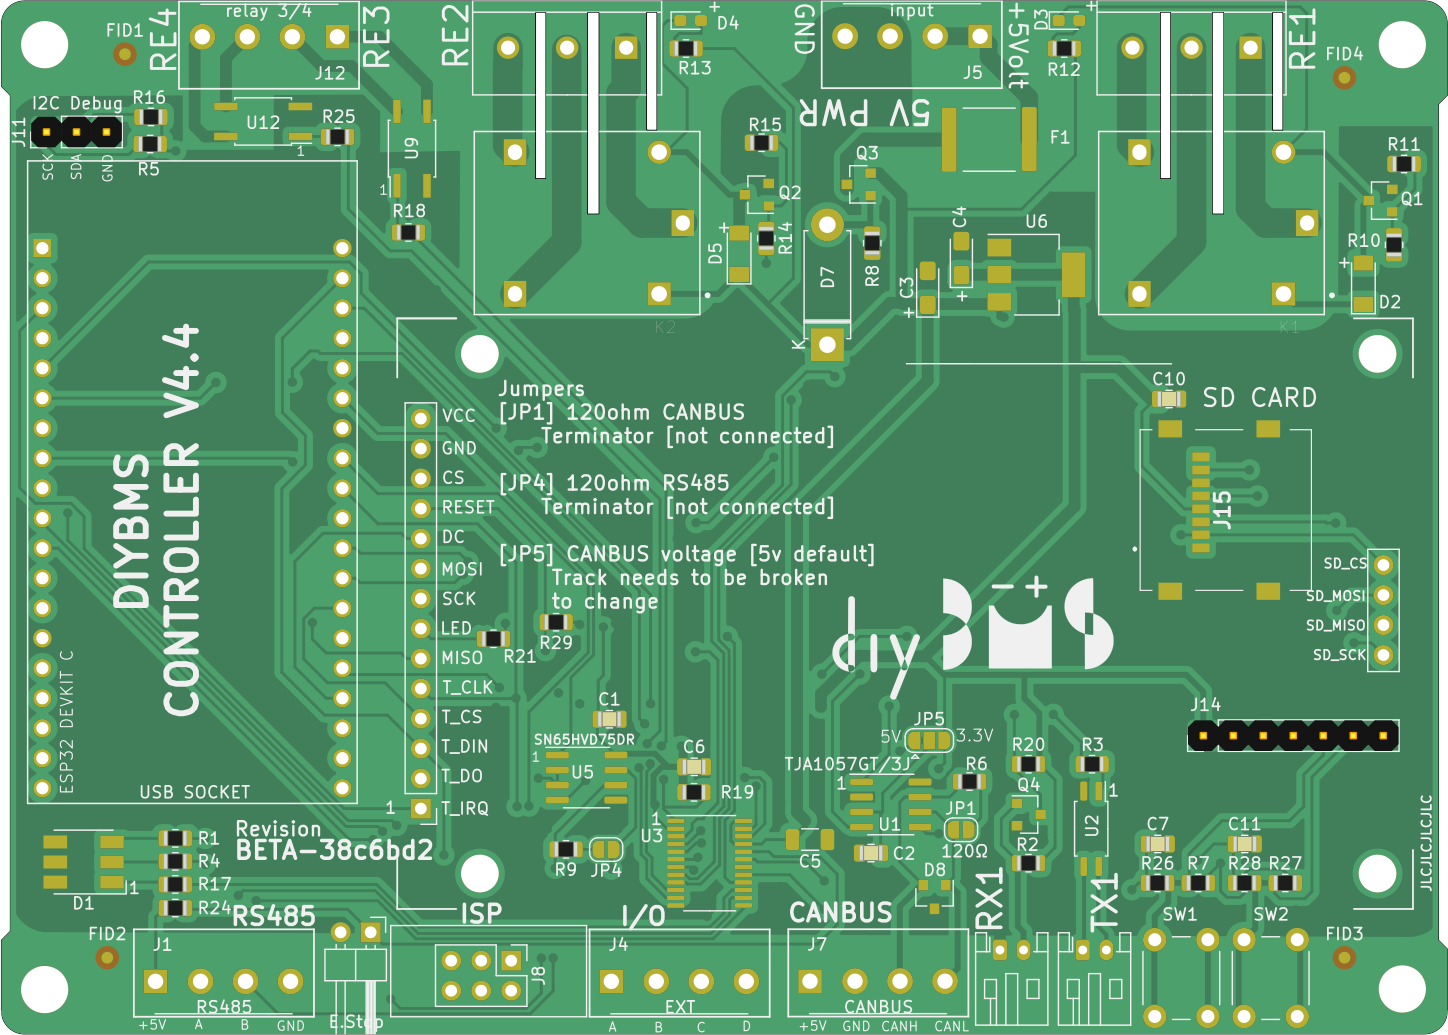 relay 3/4
input
RE4
RE3
RE2
RE1
GND
+5Volt
5V PWR
FID1
FID4
J12
J5
D4
R13
D3
R12
+
+
I2C Debug
J11
R16
R5
SCK
SDA
GND
U12
1
R25
U9
1
R18
R15
Q3
Q2
R14
D5
+
D7
K
R8
C3
+
C4
+
U6
F1
R11
Q1
R10
+
D2
K2
K1
DIYBMS
CONTROLLER V4.4
ESP32 DEVKIT C
USB SOCKET
VCC
GND
CS
RESET
DC
MOSI
SCK
LED
MISO
T_CLK
T_CS
T_DIN
T_DO
T_IRQ
1
Jumpers
[JP1] 120ohm CANBUS
Terminator [not connected]
[JP4] 120ohm RS485
Terminator [not connected]
[JP5] CANBUS voltage [5v default]
Track needs to be broken
to change
C10
SD CARD
J15
SD_CS
SD_MOSI
SD_MISO
SD_SCK
diyBMS
R29
R21
C1
SN65HVD75DR
1
U5
C6
R19
R9
JP4
1
U3
C5
JP5
5V
3.3V
TJA1057GT/3J
1
U1
C2
R6
JP1
120Ω
D8
R20
Q4
R2
R3
1
U2
J14
C7
R26
R7
C11
R28
R27
SW1
SW2
JLCJLCJLCJLC
Revision
BETA-38c6bd2
R1
R4
R17
R24
D1
1
FID2
FID3
RS485
ISP
I/O
CANBUS
RX1
TX1
J1
RS485
+5V
A
B
GND
E.Stop
J8
J4
EXT
A
B
C
D
J7
CANBUS
+5V
GND
CANH
CANL